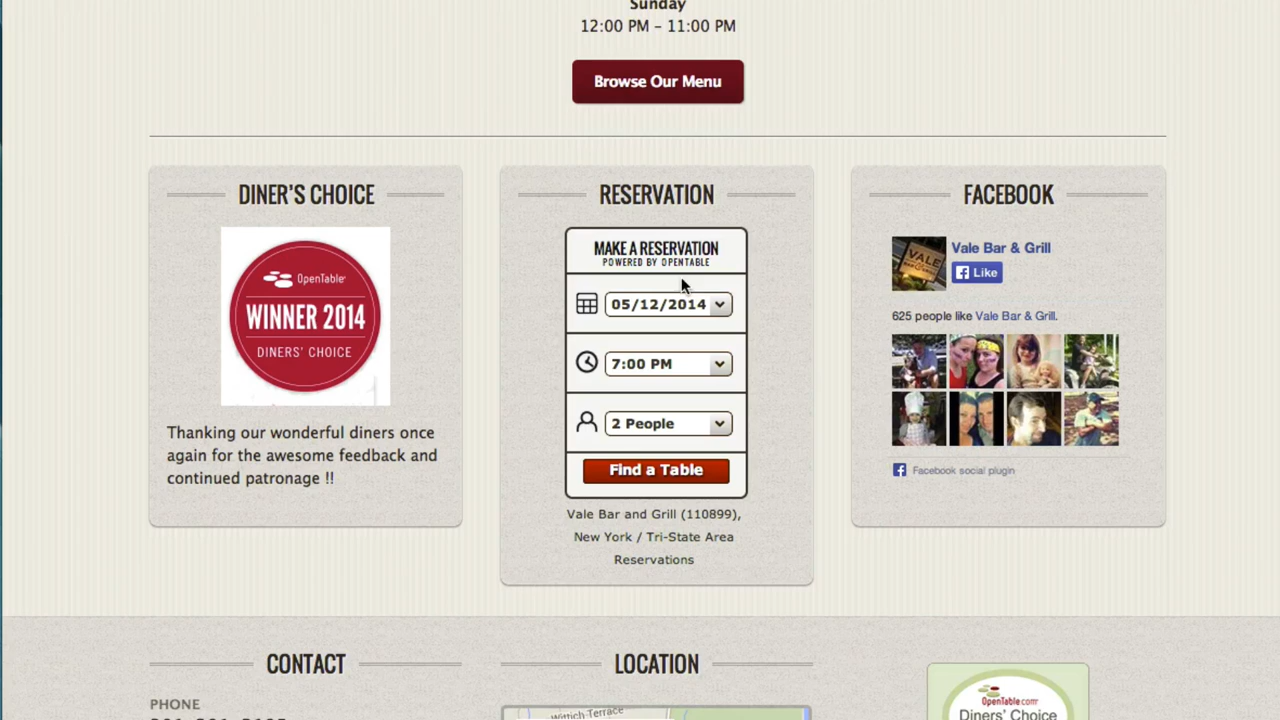 Sunday
12:00 PM – 11:00 PM
Browse Our Menu
DINER'S CHOICE
OpenTable
WINNER 2014
DINERS' CHOICE
Thanking our wonderful diners once
again for the awesome feedback and
continued patronage !!
RESERVATION
MAKE A RESERVATION
POWERED BY OPENTABLE
05/12/2014
7:00 PM
2 People
Find a Table
Vale Bar and Grill (110899),
New York / Tri-State Area
Reservations
FACEBOOK
VALE
Vale Bar & Grill
Like
625 people like Vale Bar & Grill.
Facebook social plugin
CONTACT
PHONE
LOCATION
Wittich Terrace
OpenTable.com
Diners' Choice